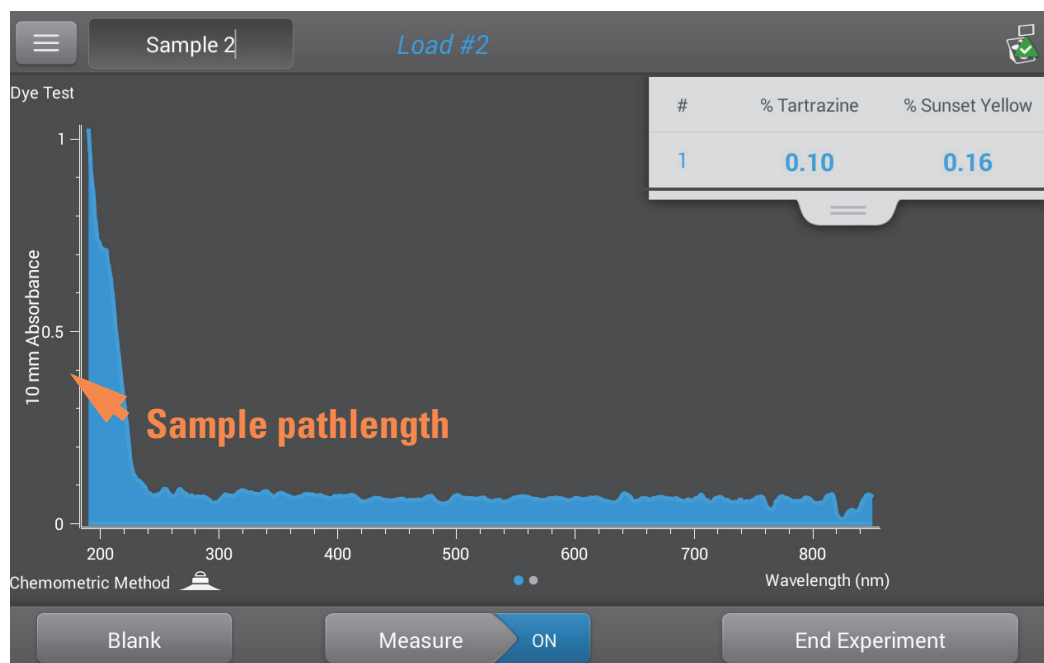 Sample 2
Load #2
Dye Test
# % Tartrazine % Sunset Yellow
1 0.10 0.16
10 mm Absorbance
1
0.5
0
Sample pathlength
200 300 400 500 600 700 800
Chemometric Method
Wavelength (nm)
Blank
Measure
ON
End Experiment